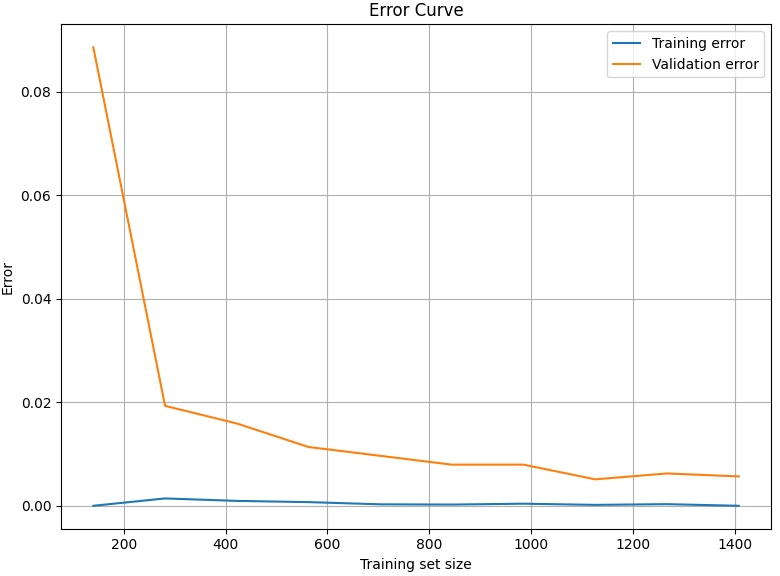 Error Curve
Training error
Validation error
0.08
0.06
0.04
0.02
0.00
Error
200 400 600 800 1000 1200 1400
Training set size